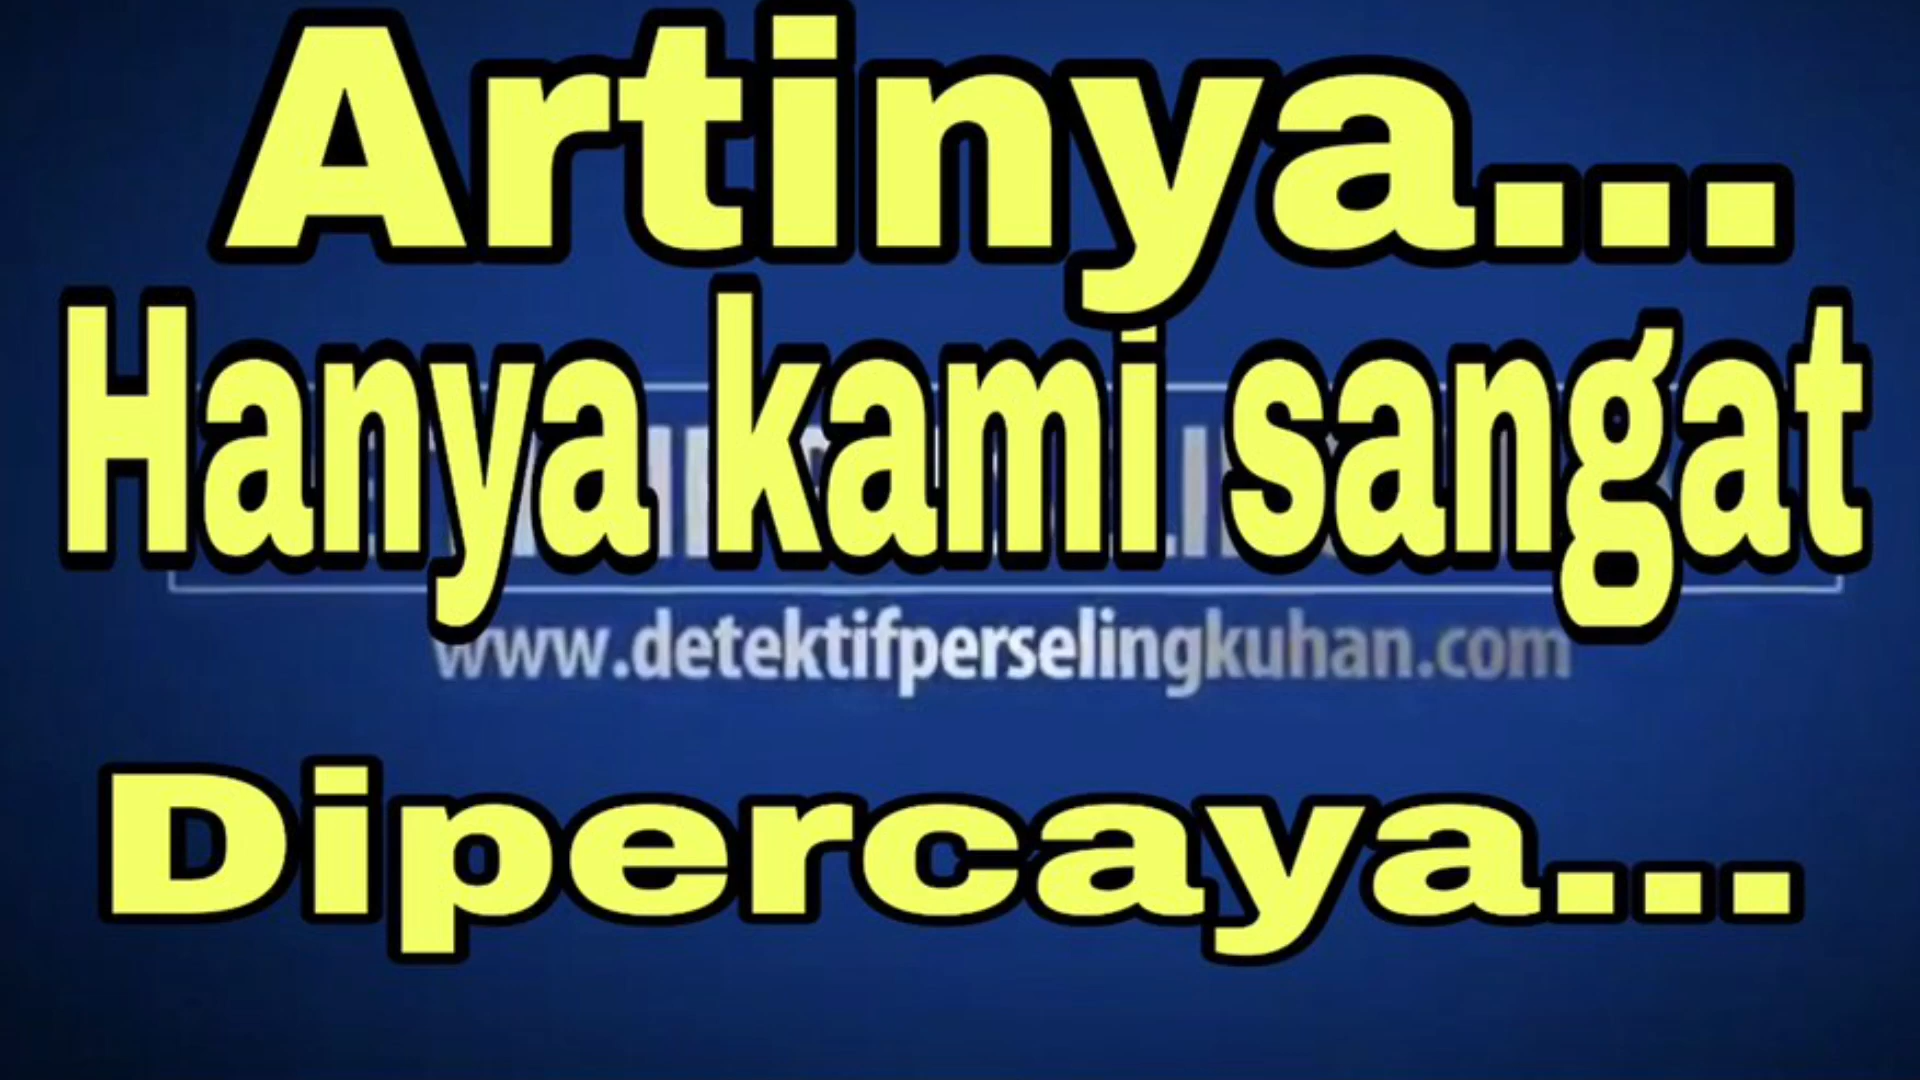 Artinya...
Hanya kami sangat
www.detektifperselingkuhan.com
Dipercaya...